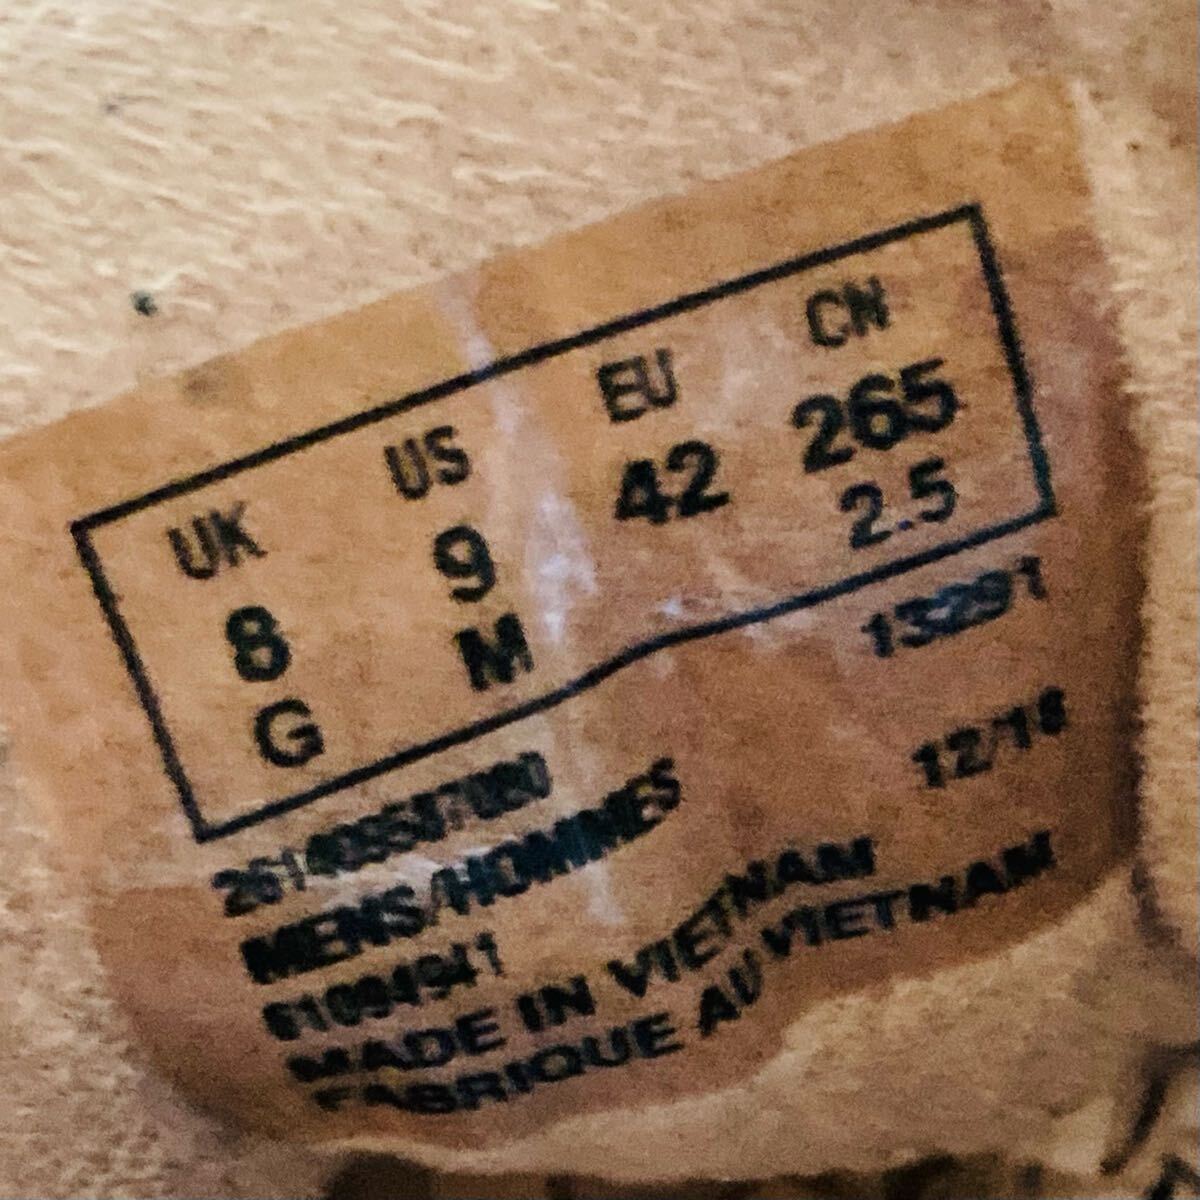 UK US EU CN
8 9 42 265
G M 2.5
13291
12/16
MENS/HOMMES
MADE IN VIETNAM
FABRIQUE AU VIETNAM